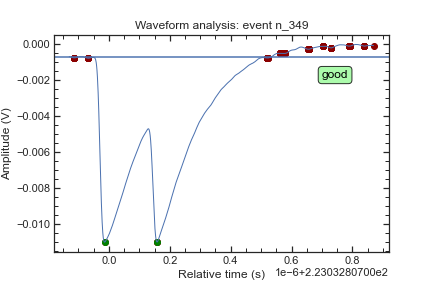 Waveform analysis: event n_349
0.000
−0.002
−0.004
−0.006
−0.008
−0.010
Amplitude (V)
good
0.0
0.2
0.4
0.6
0.8
Relative time (s)
1e−6+2.2303280700e2